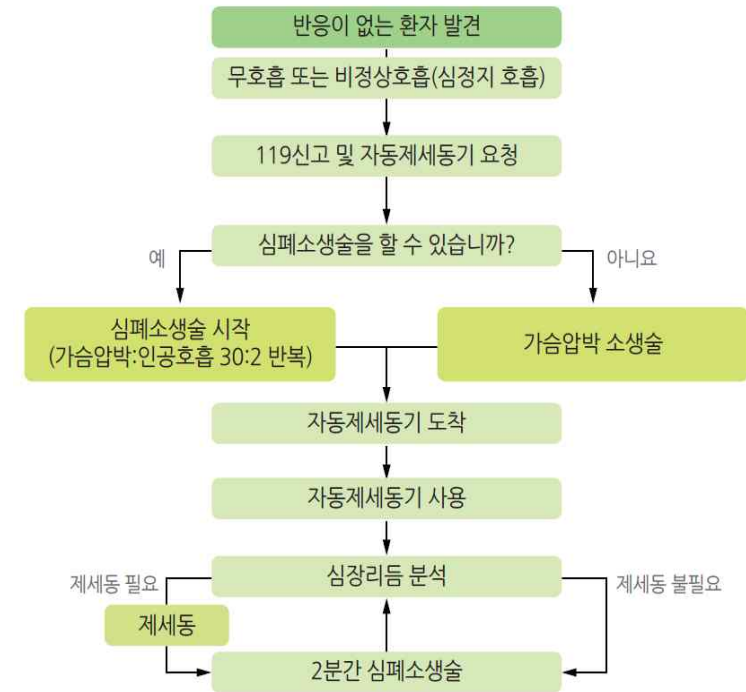 반응이 없는 환자 발견
무호흡 또는 비정상호흡(심정지 호흡)
119신고 및 자동제세동기 요청
심폐소생술을 할 수 있습니까?
예
아니요
심폐소생술 시작
(가슴압박:인공호흡 30:2 반복)
가슴압박 소생술
자동제세동기 도착
자동제세동기 사용
심장리듬 분석
제세동 필요
제세동 불필요
제세동
2분간 심폐소생술